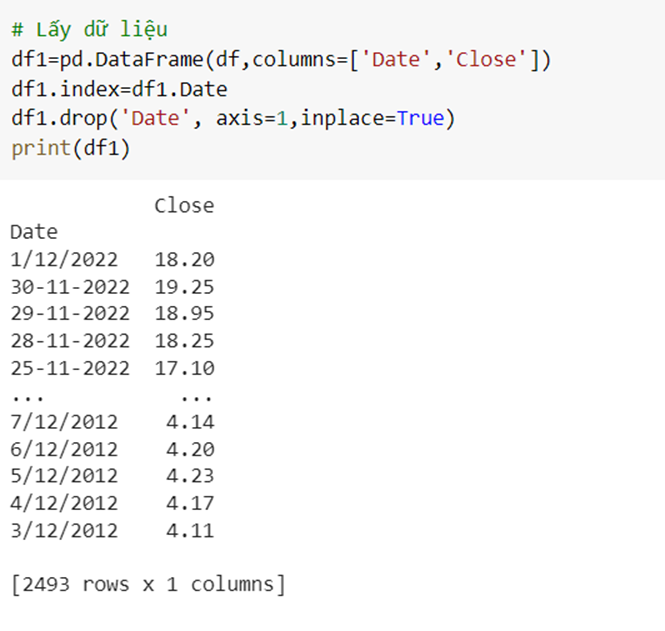 # Lấy dữ liệu
df1=pd.DataFrame(df,columns=['Date','Close'])
df1.index=df1.Date
df1.drop('Date', axis=1,inplace=True)
print(df1)
Close
Date
1/12/2022 18.20
30-11-2022 19.25
29-11-2022 18.95
28-11-2022 18.25
25-11-2022 17.10
... ...
7/12/2012 4.14
6/12/2012 4.20
5/12/2012 4.23
4/12/2012 4.17
3/12/2012 4.11
[2493 rows x 1 columns]